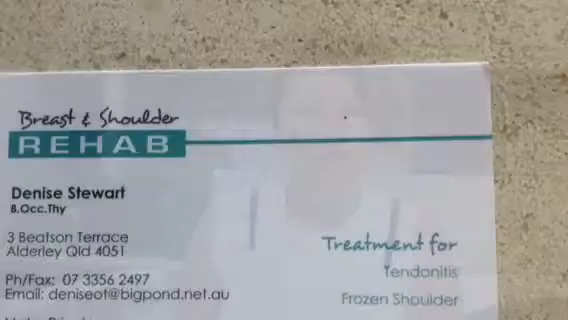 Breast & Shoulder
REHAB
Denise Stewart
B.Occ.Thy
3 Beatson Terrace
Alderley Qld 4051
Ph/Fax: 07 3356 2497
Email: deniseot@bigpond.net.au
Treatment for
Tendonitis
Frozen Shoulder